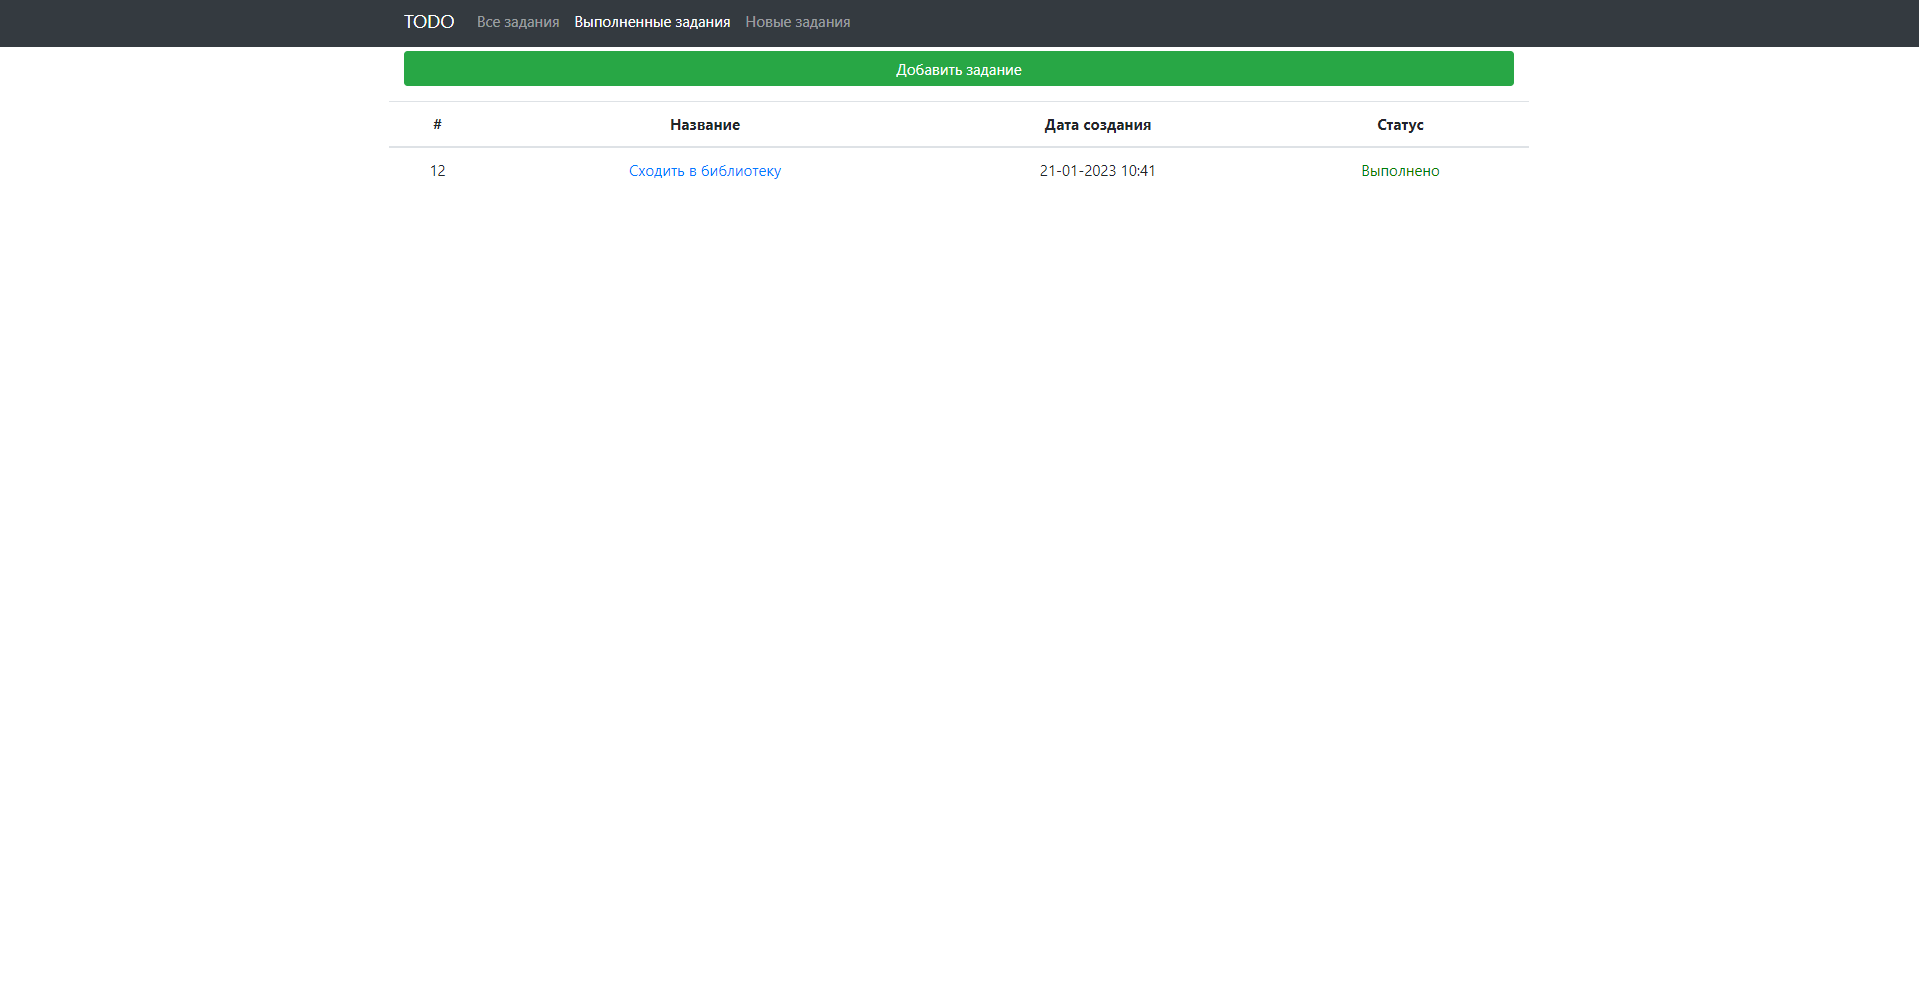 TODO Все задания Выполненные задания Новые задания
Добавить задание
# Название Дата создания Статус
12 Сходить в библиотеку 21-01-2023 10:41 Выполнено